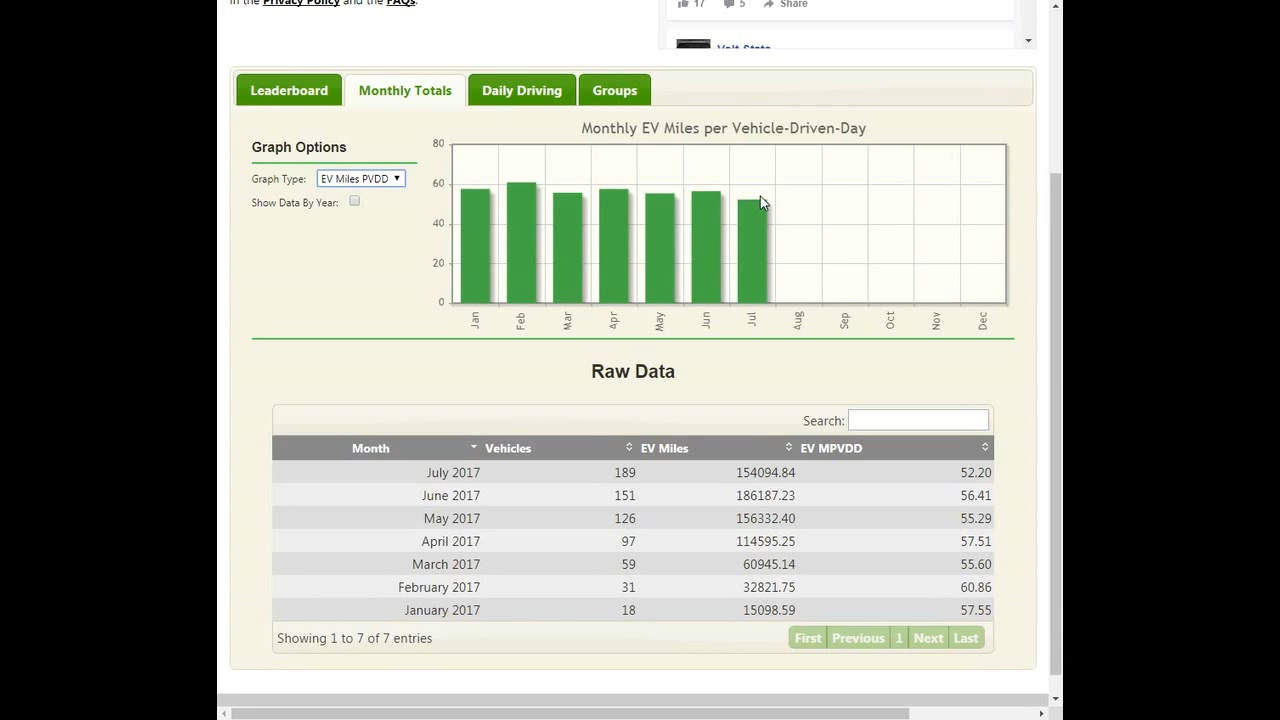 in the Privacy Policy and the FAQs.
17 5 Share
Volt Stats
Leaderboard Monthly Totals Daily Driving Groups
Monthly EV Miles per Vehicle-Driven-Day
Graph Options
Graph Type: EV Miles PVDD
Show Data By Year:
80
60
40
20
0
Jan Feb Mar Apr May Jun Jul Aug Sep Oct Nov Dec
Raw Data
Search:
Month Vehicles EV Miles EV MPVDD
July 2017 189 154094.84 52.20
June 2017 151 186187.23 56.41
May 2017 126 156332.40 55.29
April 2017 97 114595.25 57.51
March 2017 59 60945.14 55.60
February 2017 31 32821.75 60.86
January 2017 18 15098.59 57.55
Showing 1 to 7 of 7 entries
First Previous 1 Next Last